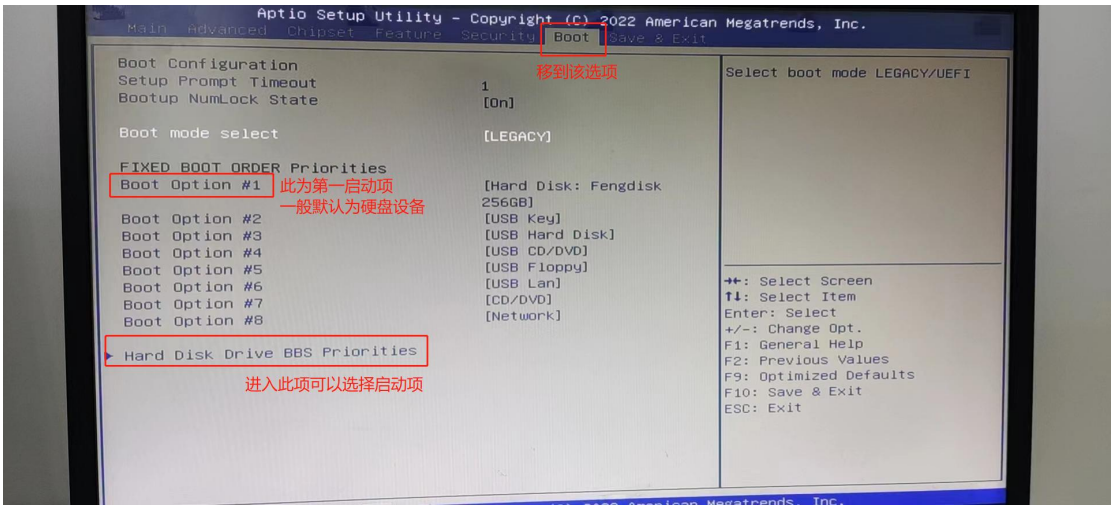 Aptio Setup Utility – Copyright (C) 2022 American Megatrends, Inc.
Main Advanced Chipset Feature Security Boot Save & Exit
移到该选项
Boot Configuration
Setup Prompt Timeout 1
Bootup NumLock State [On]
Boot mode select [LEGACY]
FIXED BOOT ORDER Priorities
Boot Option #1 [Hard Disk: Fengdisk
256GB]
此为第一启动项
一般默认为硬盘设备
Boot Option #2 [USB Key]
Boot Option #3 [USB Hard Disk]
Boot Option #4 [USB CD/DVD]
Boot Option #5 [USB Floppy]
Boot Option #6 [USB Lan]
Boot Option #7 [CD/DVD]
Boot Option #8 [Network]
Hard Disk Drive BBS Priorities
进入此项可以选择启动项
Select boot mode LEGACY/UEFI
→←: Select Screen
↑↓: Select Item
Enter: Select
+/-: Change Opt.
F1: General Help
F2: Previous Values
F9: Optimized Defaults
F10: Save & Exit
ESC: Exit
2022 American Megatrends, Inc.